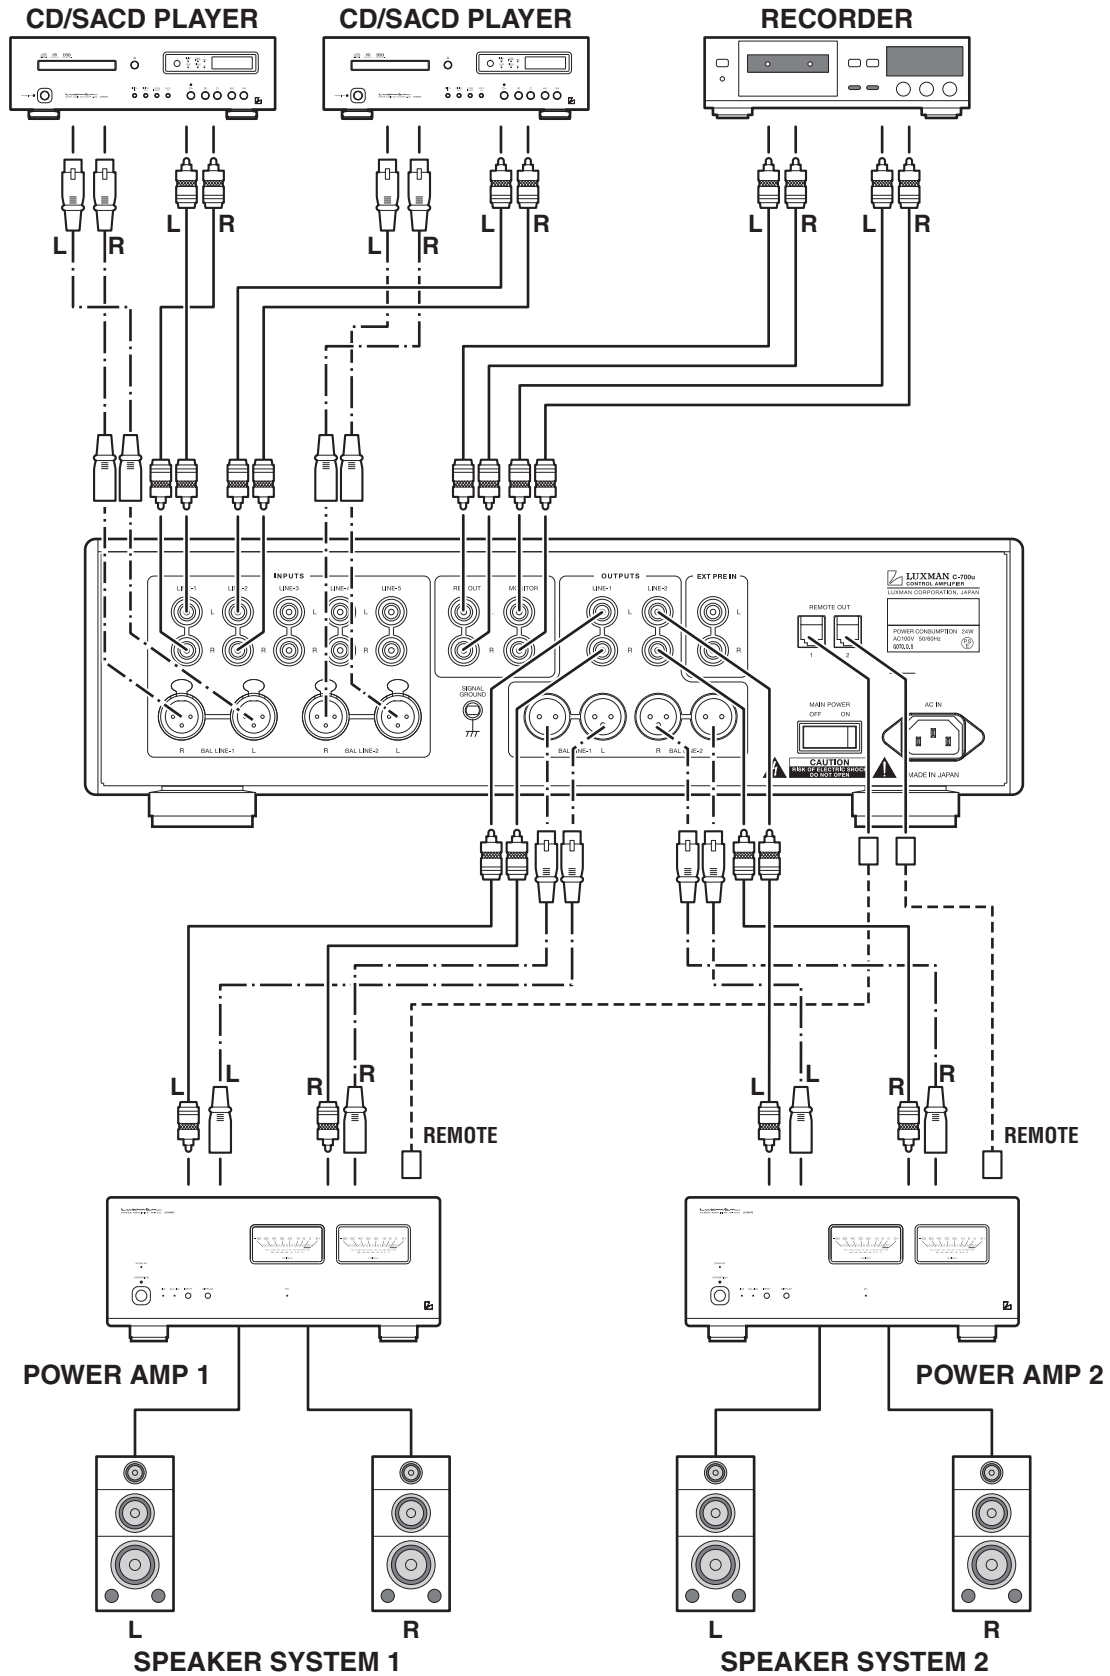 CD/SACD PLAYER CD/SACD PLAYER RECORDER
L R L R L R L R L R L R
INPUTS OUTPUTS EXT PRE IN
LINE-1 LINE-2 LINE-3 LINE-4 LINE-5 REC OUT MONITOR LINE-1 LINE-2
LUXMAN C-700u
CONTROL AMPLIFIER
LUXMAN CORPORATION, JAPAN
L L L L L
REMOTE OUT
1 2
POWER CONSUMPTION 24W
AC100V 50/60Hz
R R R R R
SIGNAL
GROUND
MAIN POWER
OFF ON
AC IN
R BAL LINE-1 L R BAL LINE-2 L BAL LINE-1 L R BAL LINE-2
CAUTION
RISK OF ELECTRIC SHOCK
DO NOT OPEN
MADE IN JAPAN
L L R R REMOTE L L R R REMOTE
POWER AMP 1 POWER AMP 2
L R L R
SPEAKER SYSTEM 1 SPEAKER SYSTEM 2